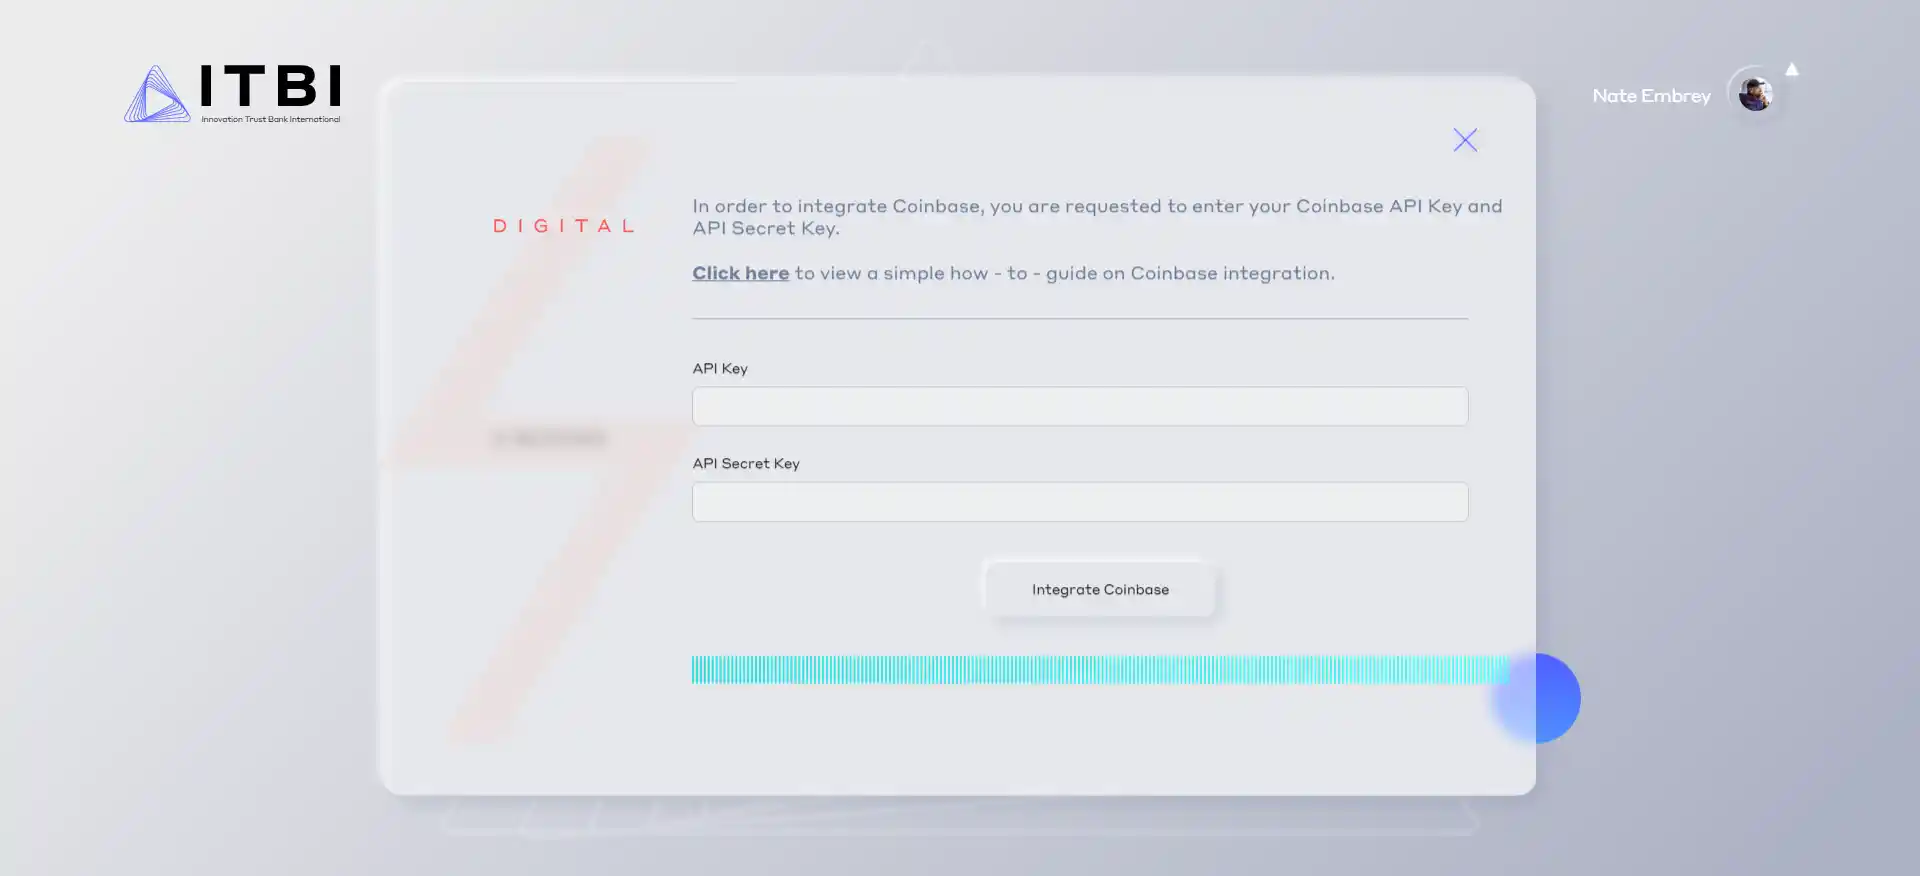 ITBI
Innovation Trust Bank International
Nate Embrey
DIGITAL
In order to integrate Coinbase, you are requested to enter your Coinbase API Key and
API Secret Key.
Click here to view a simple how - to - guide on Coinbase integration.
API Key
API Secret Key
Integrate Coinbase